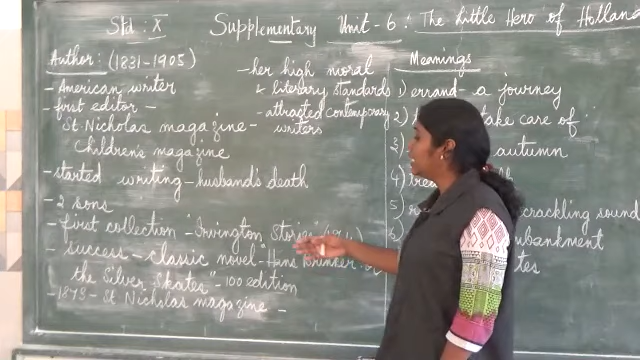 Std : X
Supplementary Unit - 6 : The Little Hero of Holland
Author : (1831-1905)
- American writer
- first editor -
St. Nicholas magazine -
Children's magazine
- started writing - husband's death
- 2 sons
- first collection - "Irvington Stories"
- success - classic novel - "Hans Brinker
the Silver Skates" - 100 edition
- 1873 - St Nicholas magazine -
- her high moral
& literary standards
- attracted contemporary
writers
Meanings
1) errand - a journey
2) take care of
3) autumn
4)
5) crackling sound
6)